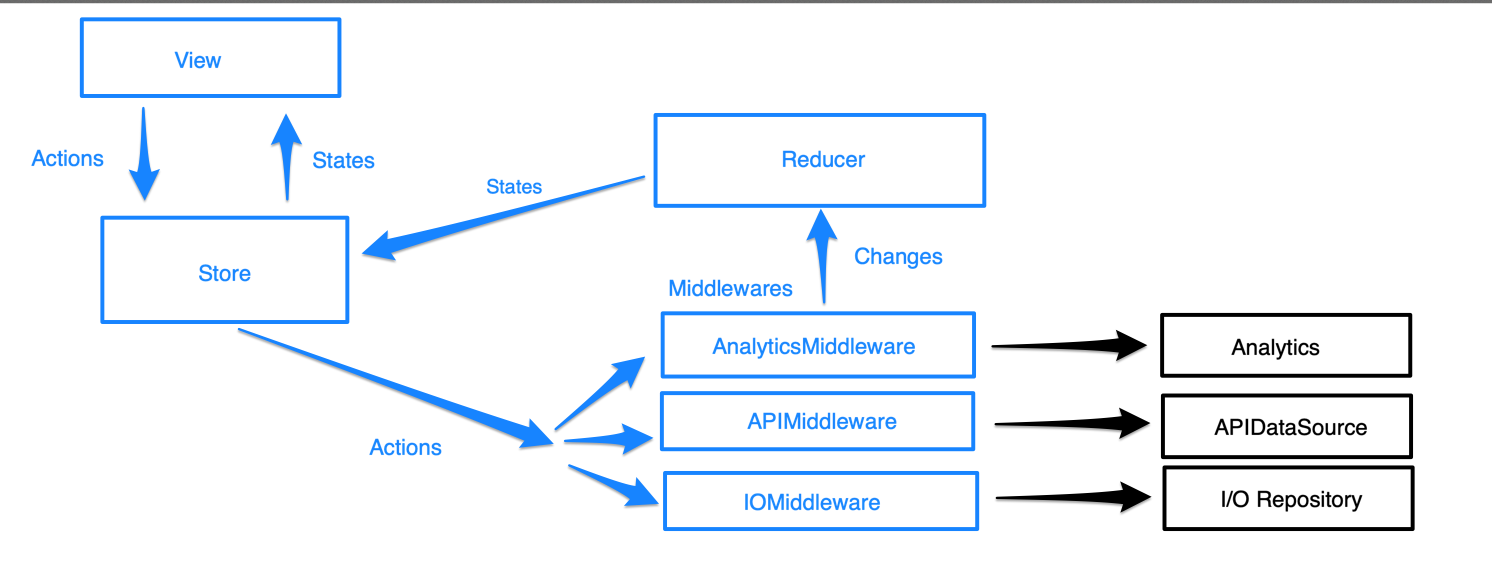 View
Actions
States
States
Reducer
Store
Changes
Middlewares
AnalyticsMiddleware
Analytics
Actions
APIMiddleware
APIDataSource
IOMiddleware
I/O Repository